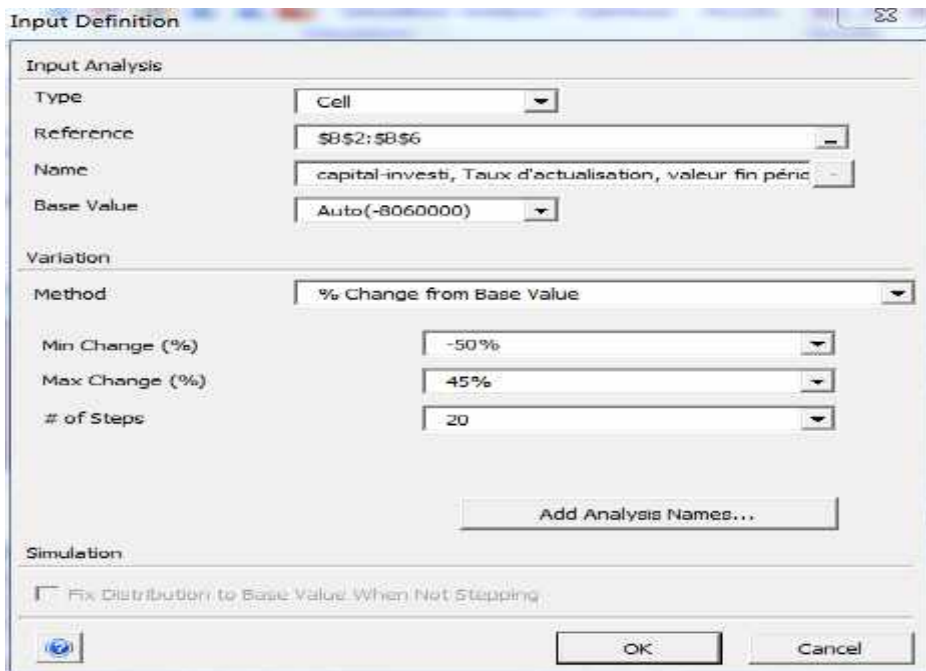 Input Definition
Input Analysis
Type Cell
Reference $B$2:$B$6
Name capital-investi, Taux d'actualisation, valeur fin péric
Base Value Auto(-8060000)
Variation
Method % Change from Base Value
Min Change (%) -50%
Max Change (%) 45%
# of Steps 20
Add Analysis Names...
Simulation
Fix Distribution to Base Value When Not Stepping
OK Cancel